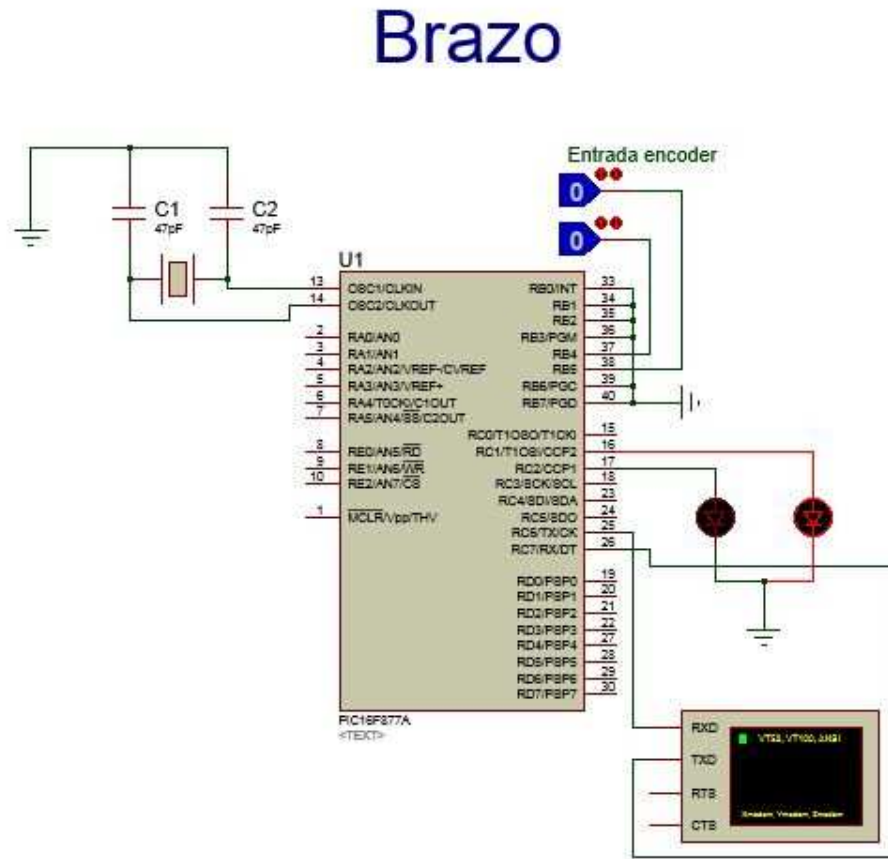 Brazo
Entrada encoder
0
0
C1
47pF
C2
47pF
U1
13 OSC1/CLKIN
14 OSC2/CLKOUT
2 RA0/AN0
3 RA1/AN1
4 RA2/AN2/VREF-/CVREF
5 RA3/AN3/VREF+
6 RA4/T0CKI/C1OUT
7 RA5/AN4/SS/C2OUT
8 RE0/AN5/RD
9 RE1/AN6/WR
10 RE2/AN7/CS
1 MCLR/Vpp/THV
RB0/INT 33
RB1 34
RB2 35
RB3/PGM 36
RB4 37
RB5 38
RB6/PGC 39
RB7/PGD 40
RC0/T1OSO/T1CKI 15
RC1/T1OSI/CCP2 16
RC2/CCP1 17
RC3/SCK/SCL 18
RC4/SDI/SDA 23
RC5/SDO 24
RC6/TX/CK 25
RC7/RX/DT 26
RD0/PSP0 19
RD1/PSP1 20
RD2/PSP2 21
RD3/PSP3 22
RD4/PSP4 27
RD5/PSP5 28
RD6/PSP6 29
RD7/PSP7 30
PIC16F877A
<TEXT>
RXD
TXD
RTS
CTS
VT52, VT100, ANSI
Xmodem, Ymodem, Zmodem